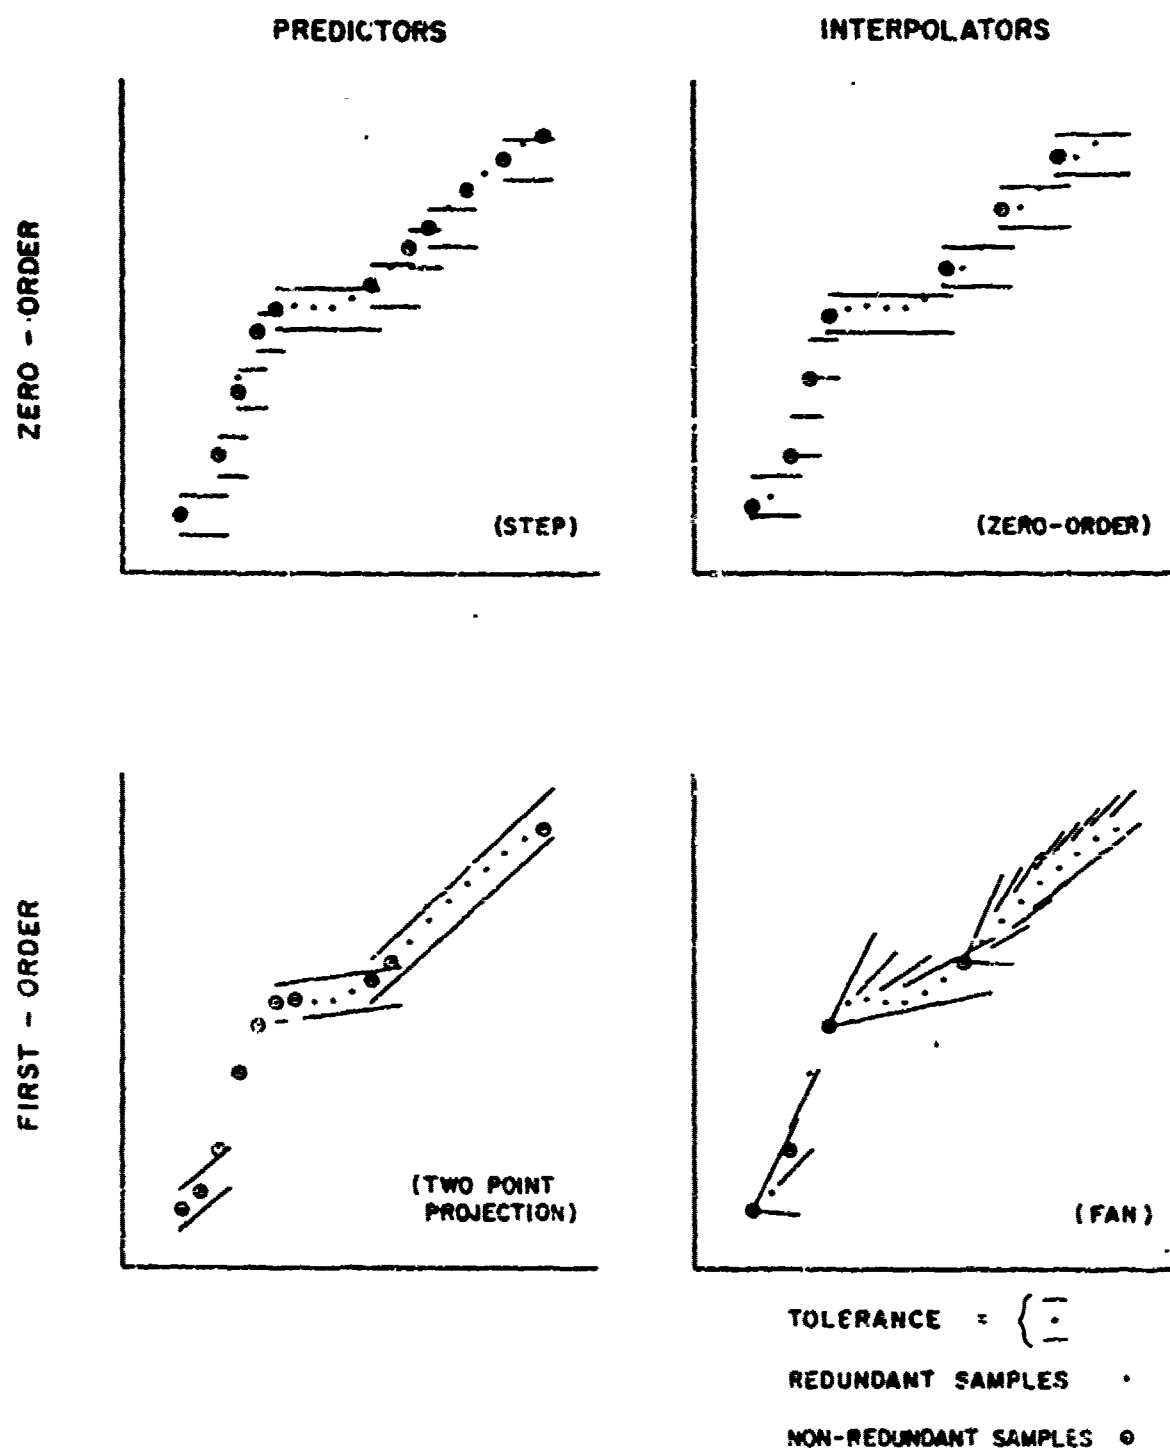 PREDICTORS
INTERPOLATORS
ZERO - ORDER
(STEP)
(ZERO-ORDER)
FIRST - ORDER
(TWO POINT
PROJECTION)
(FAN)
TOLERANCE =
REDUNDANT SAMPLES
NON-REDUNDANT SAMPLES